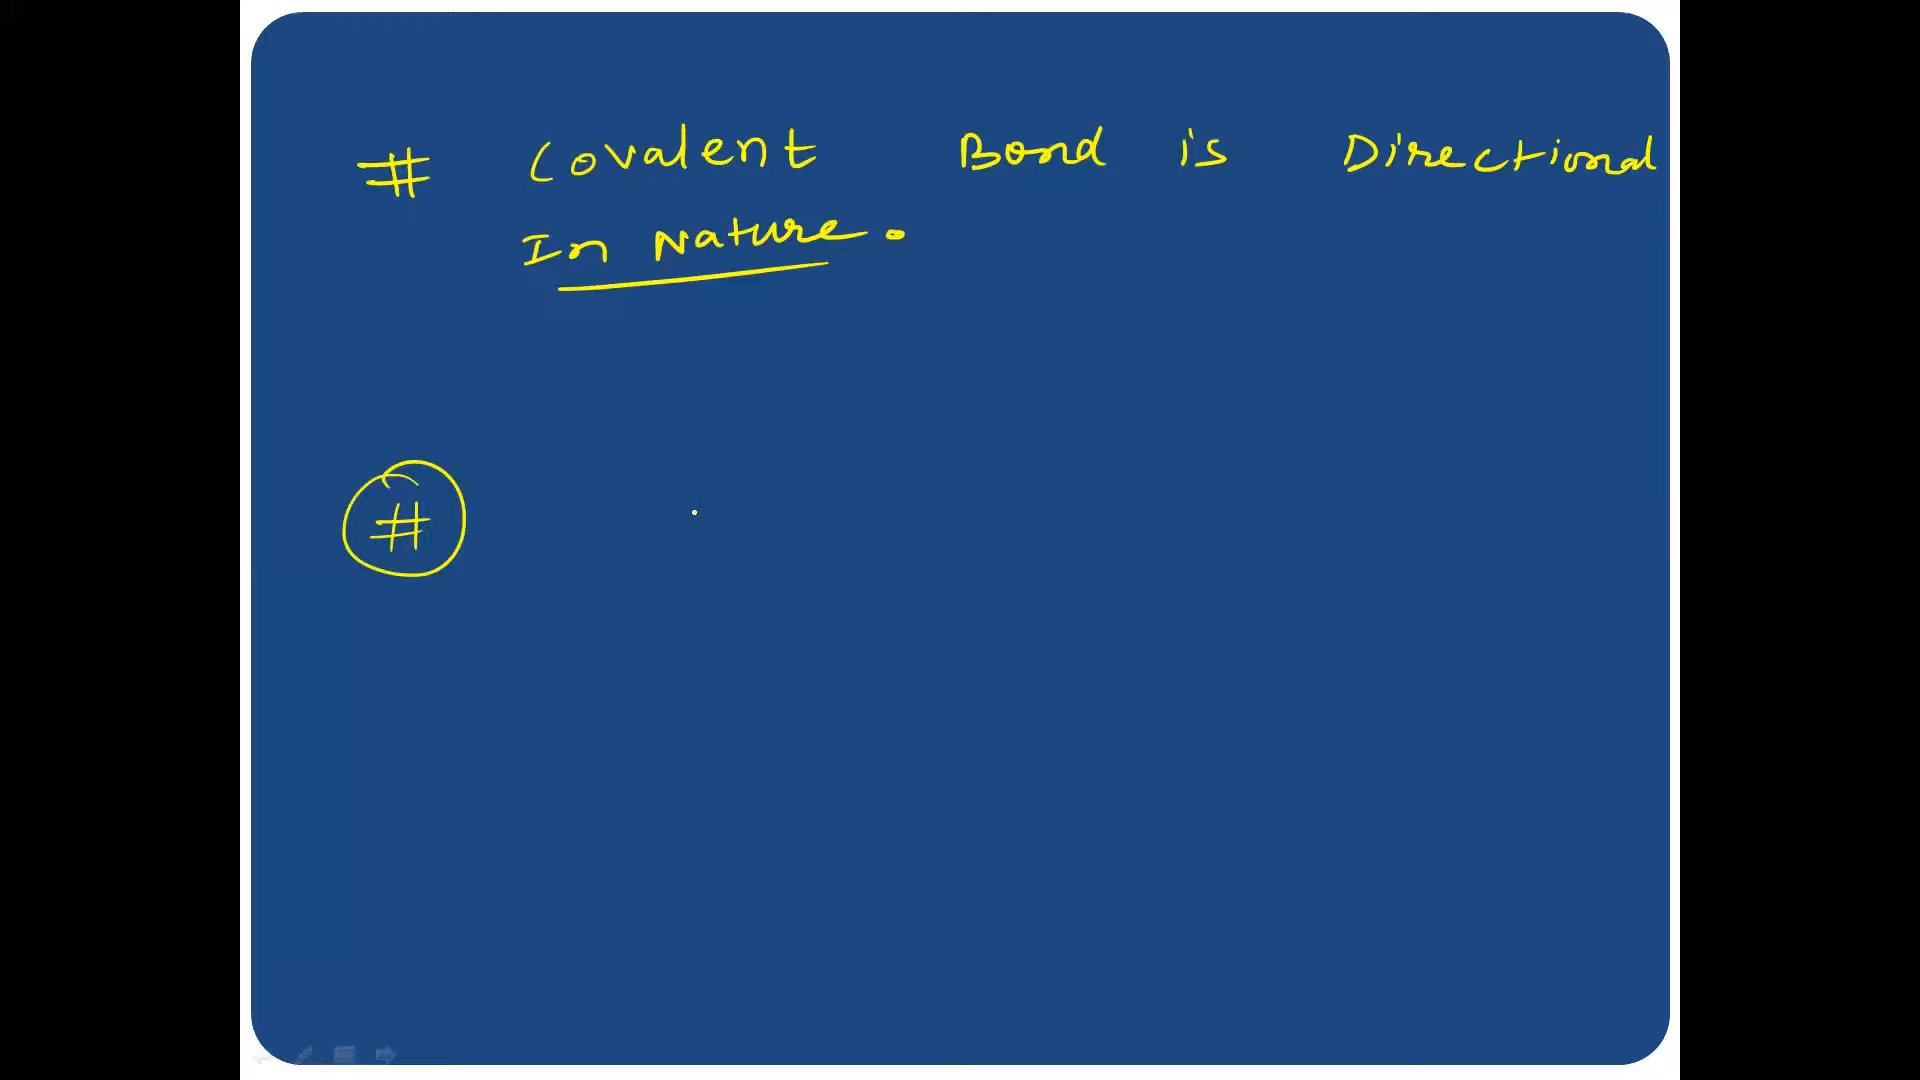 # Covalent Bond is Directional
In Nature.
#